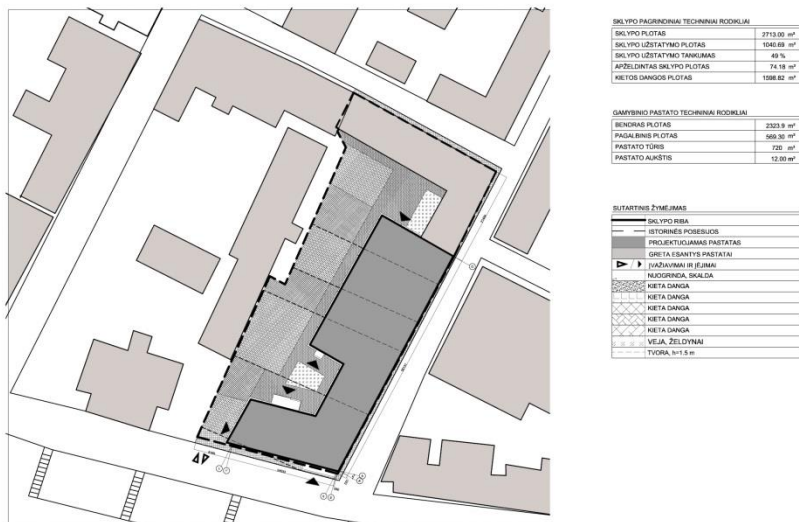 SKLYPO PAGRINDINIAI TECHNINIAI RODIKLIAI
SKLYPO PLOTAS 2713.00 m²
SKLYPO UŽSTATYMO PLOTAS 1040.69 m²
SKLYPO UŽSTATYMO TANKUMAS 49 %
APŽELDINTAS SKLYPO PLOTAS 74.18 m²
KIETOS DANGOS PLOTAS 1598.82 m²
GAMYBINIO PASTATO TECHNINIAI RODIKLIAI
BENDRAS PLOTAS 2323.9 m²
PAGALBINIS PLOTAS 569.30 m²
PASTATO TŪRIS 720 m³
PASTATO AUKŠTIS 12.00 m²
SUTARTINIS ŽYMĖJIMAS
SKLYPO RIBA
ISTORINĖS POSESIJOS
PROJEKTUOJAMAS PASTATAS
GRETA ESANTYS PASTATAI
ĮVAŽIAVIMAI IR ĮĖJIMAI
NUOGRINDA, SKALDA
KIETA DANGA
KIETA DANGA
KIETA DANGA
KIETA DANGA
KIETA DANGA
VEJA, ŽELDYNAI
TVORA, h=1.5 m